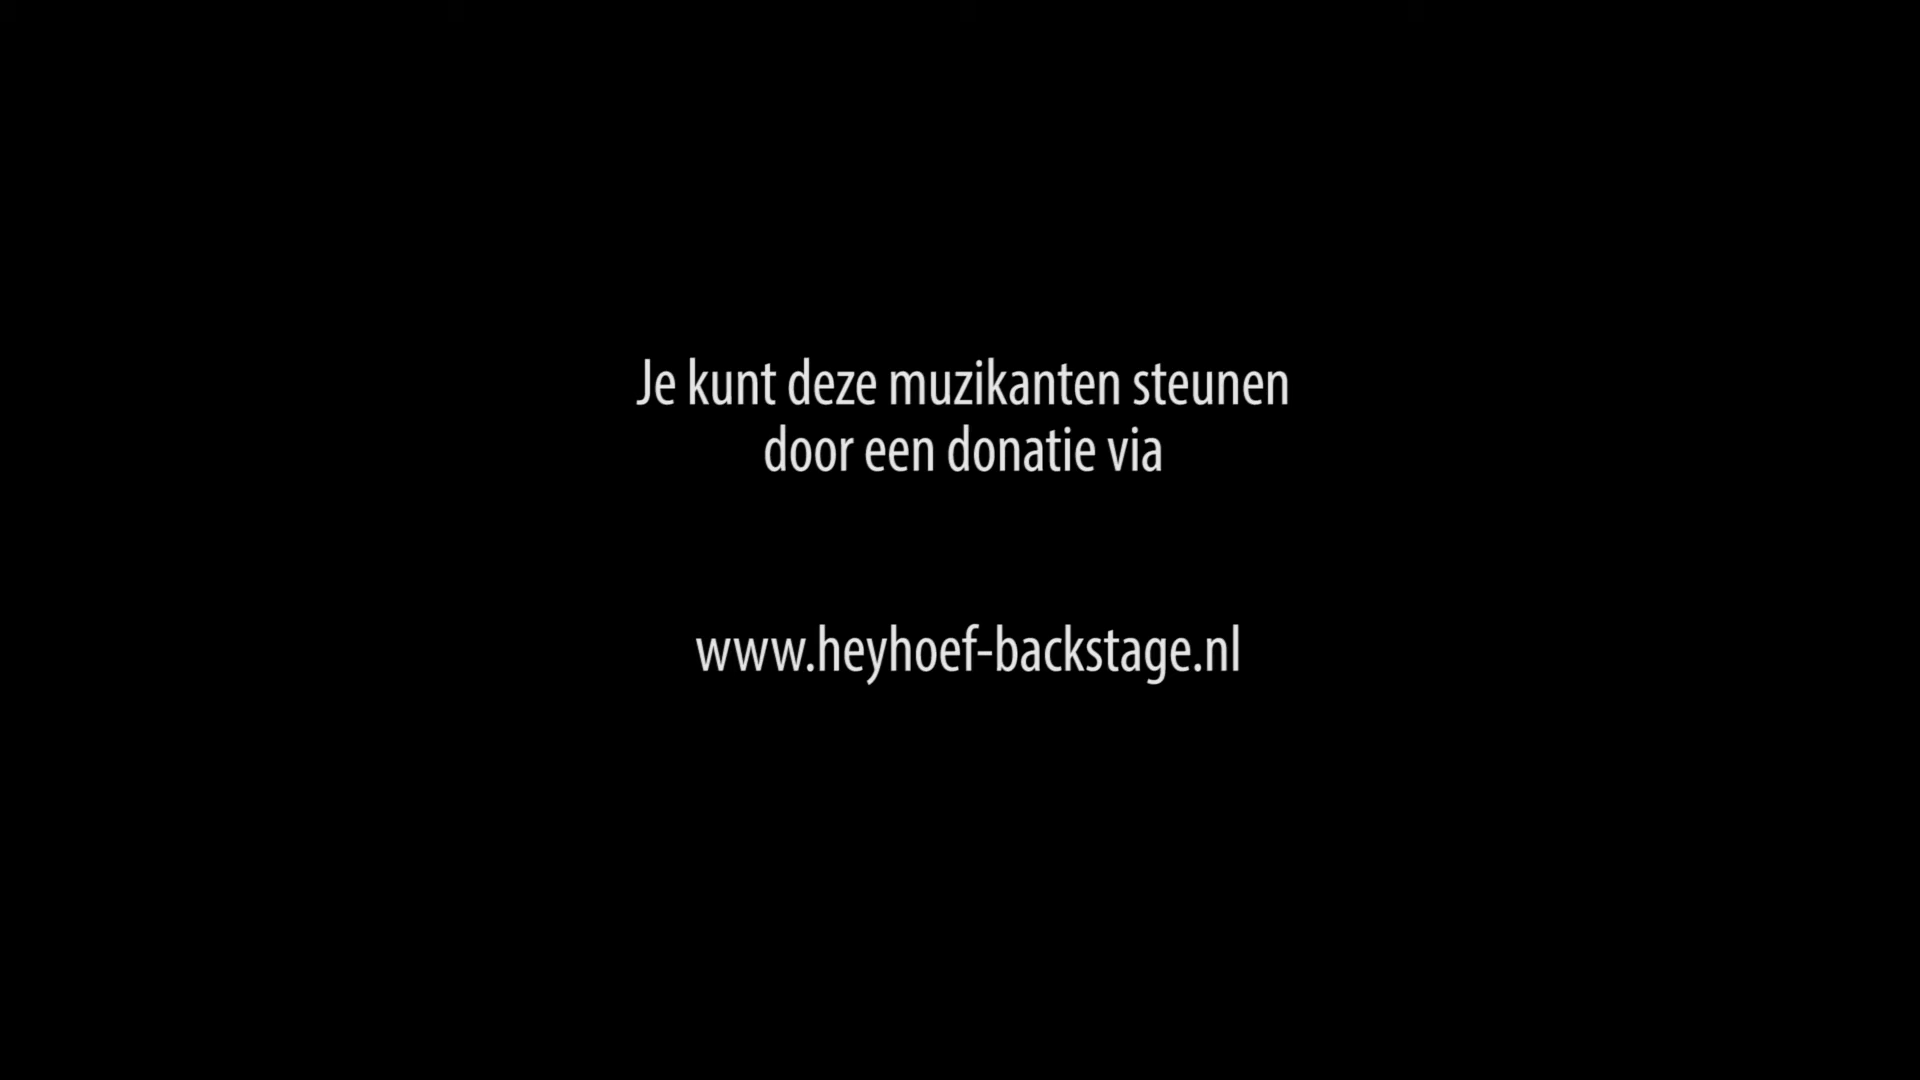 Je kunt deze muzikanten steunen
door een donatie via
www.heyhoef-backstage.nl